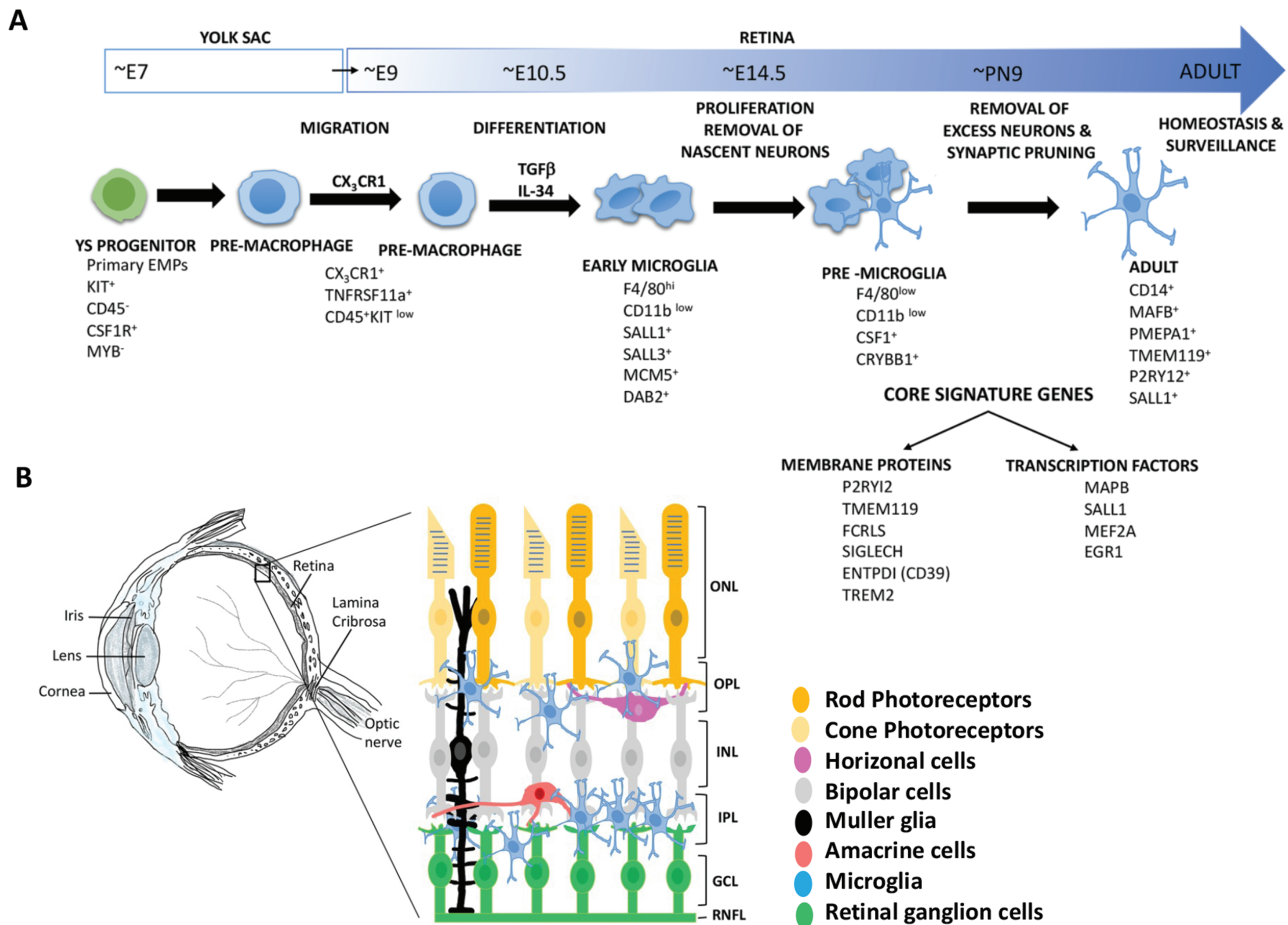 A
YOLK SAC
RETINA
~E7
~E9
~E10.5
~E14.5
~PN9
ADULT
MIGRATION
DIFFERENTIATION
PROLIFERATION
REMOVAL OF
NASCENT NEURONS
REMOVAL OF
EXCESS NEURONS &
SYNAPTIC PRUNING
HOMEOSTASIS &
SURVEILLANCE
CX₃CR1
TGFβ
IL-34
YS PROGENITOR
Primary EMPs
KIT⁺
CD45⁻
CSF1R⁺
MYB⁻
PRE-MACROPHAGE
PRE-MACROPHAGE
CX₃CR1⁺
TNFRSF11a⁺
CD45⁺KIT ˡᵒʷ
EARLY MICROGLIA
F4/80ʰⁱ
CD11b ˡᵒʷ
SALL1⁺
SALL3⁺
MCM5⁺
DAB2⁺
PRE -MICROGLIA
F4/80ˡᵒʷ
CD11b ˡᵒʷ
CSF1⁺
CRYBB1⁺
ADULT
CD14⁺
MAFB⁺
PMEPA1⁺
TMEM119⁺
P2RY12⁺
SALL1⁺
CORE SIGNATURE GENES
MEMBRANE PROTEINS
P2RYI2
TMEM119
FCRLS
SIGLECH
ENTPDI (CD39)
TREM2
TRANSCRIPTION FACTORS
MAPB
SALL1
MEF2A
EGR1
B
Retina
Lamina
Cribrosa
Iris
Lens
Cornea
Optic
nerve
ONL
OPL
INL
IPL
GCL
RNFL
Rod Photoreceptors
Cone Photoreceptors
Horizonal cells
Bipolar cells
Muller glia
Amacrine cells
Microglia
Retinal ganglion cells